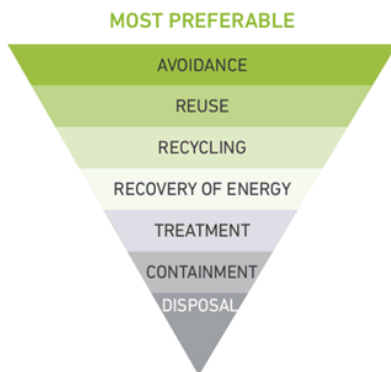 MOST PREFERABLE
AVOIDANCE
REUSE
RECYCLING
RECOVERY OF ENERGY
TREATMENT
CONTAINMENT
DISPOSAL